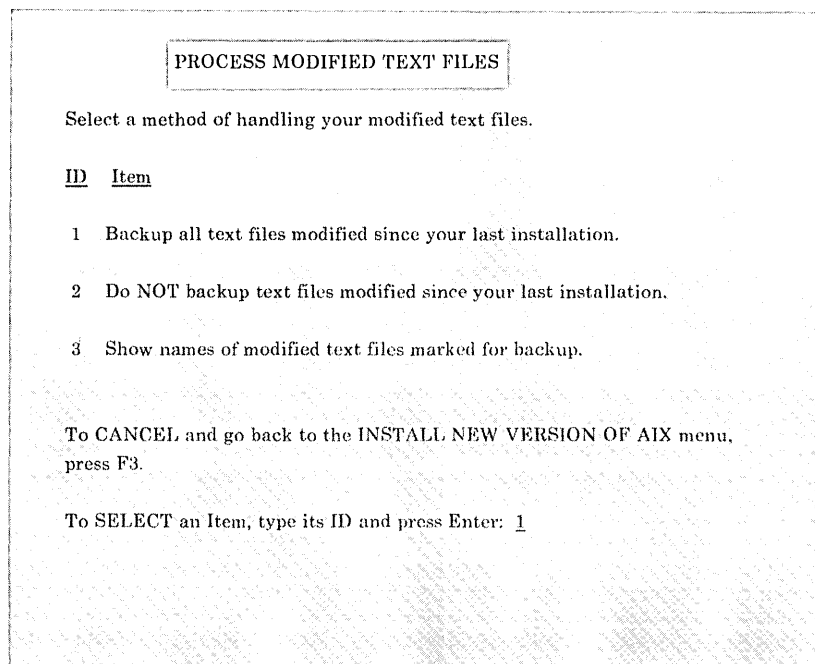 PROCESS MODIFIED TEXT FILES
Select a method of handling your modified text files.
ID Item
1 Backup all text files modified since your last installation.
2 Do NOT backup text files modified since your last installation.
3 Show names of modified text files marked for backup.
To CANCEL and go back to the INSTALL NEW VERSION OF AIX menu,
press F3.
To SELECT an Item, type its ID and press Enter: 1